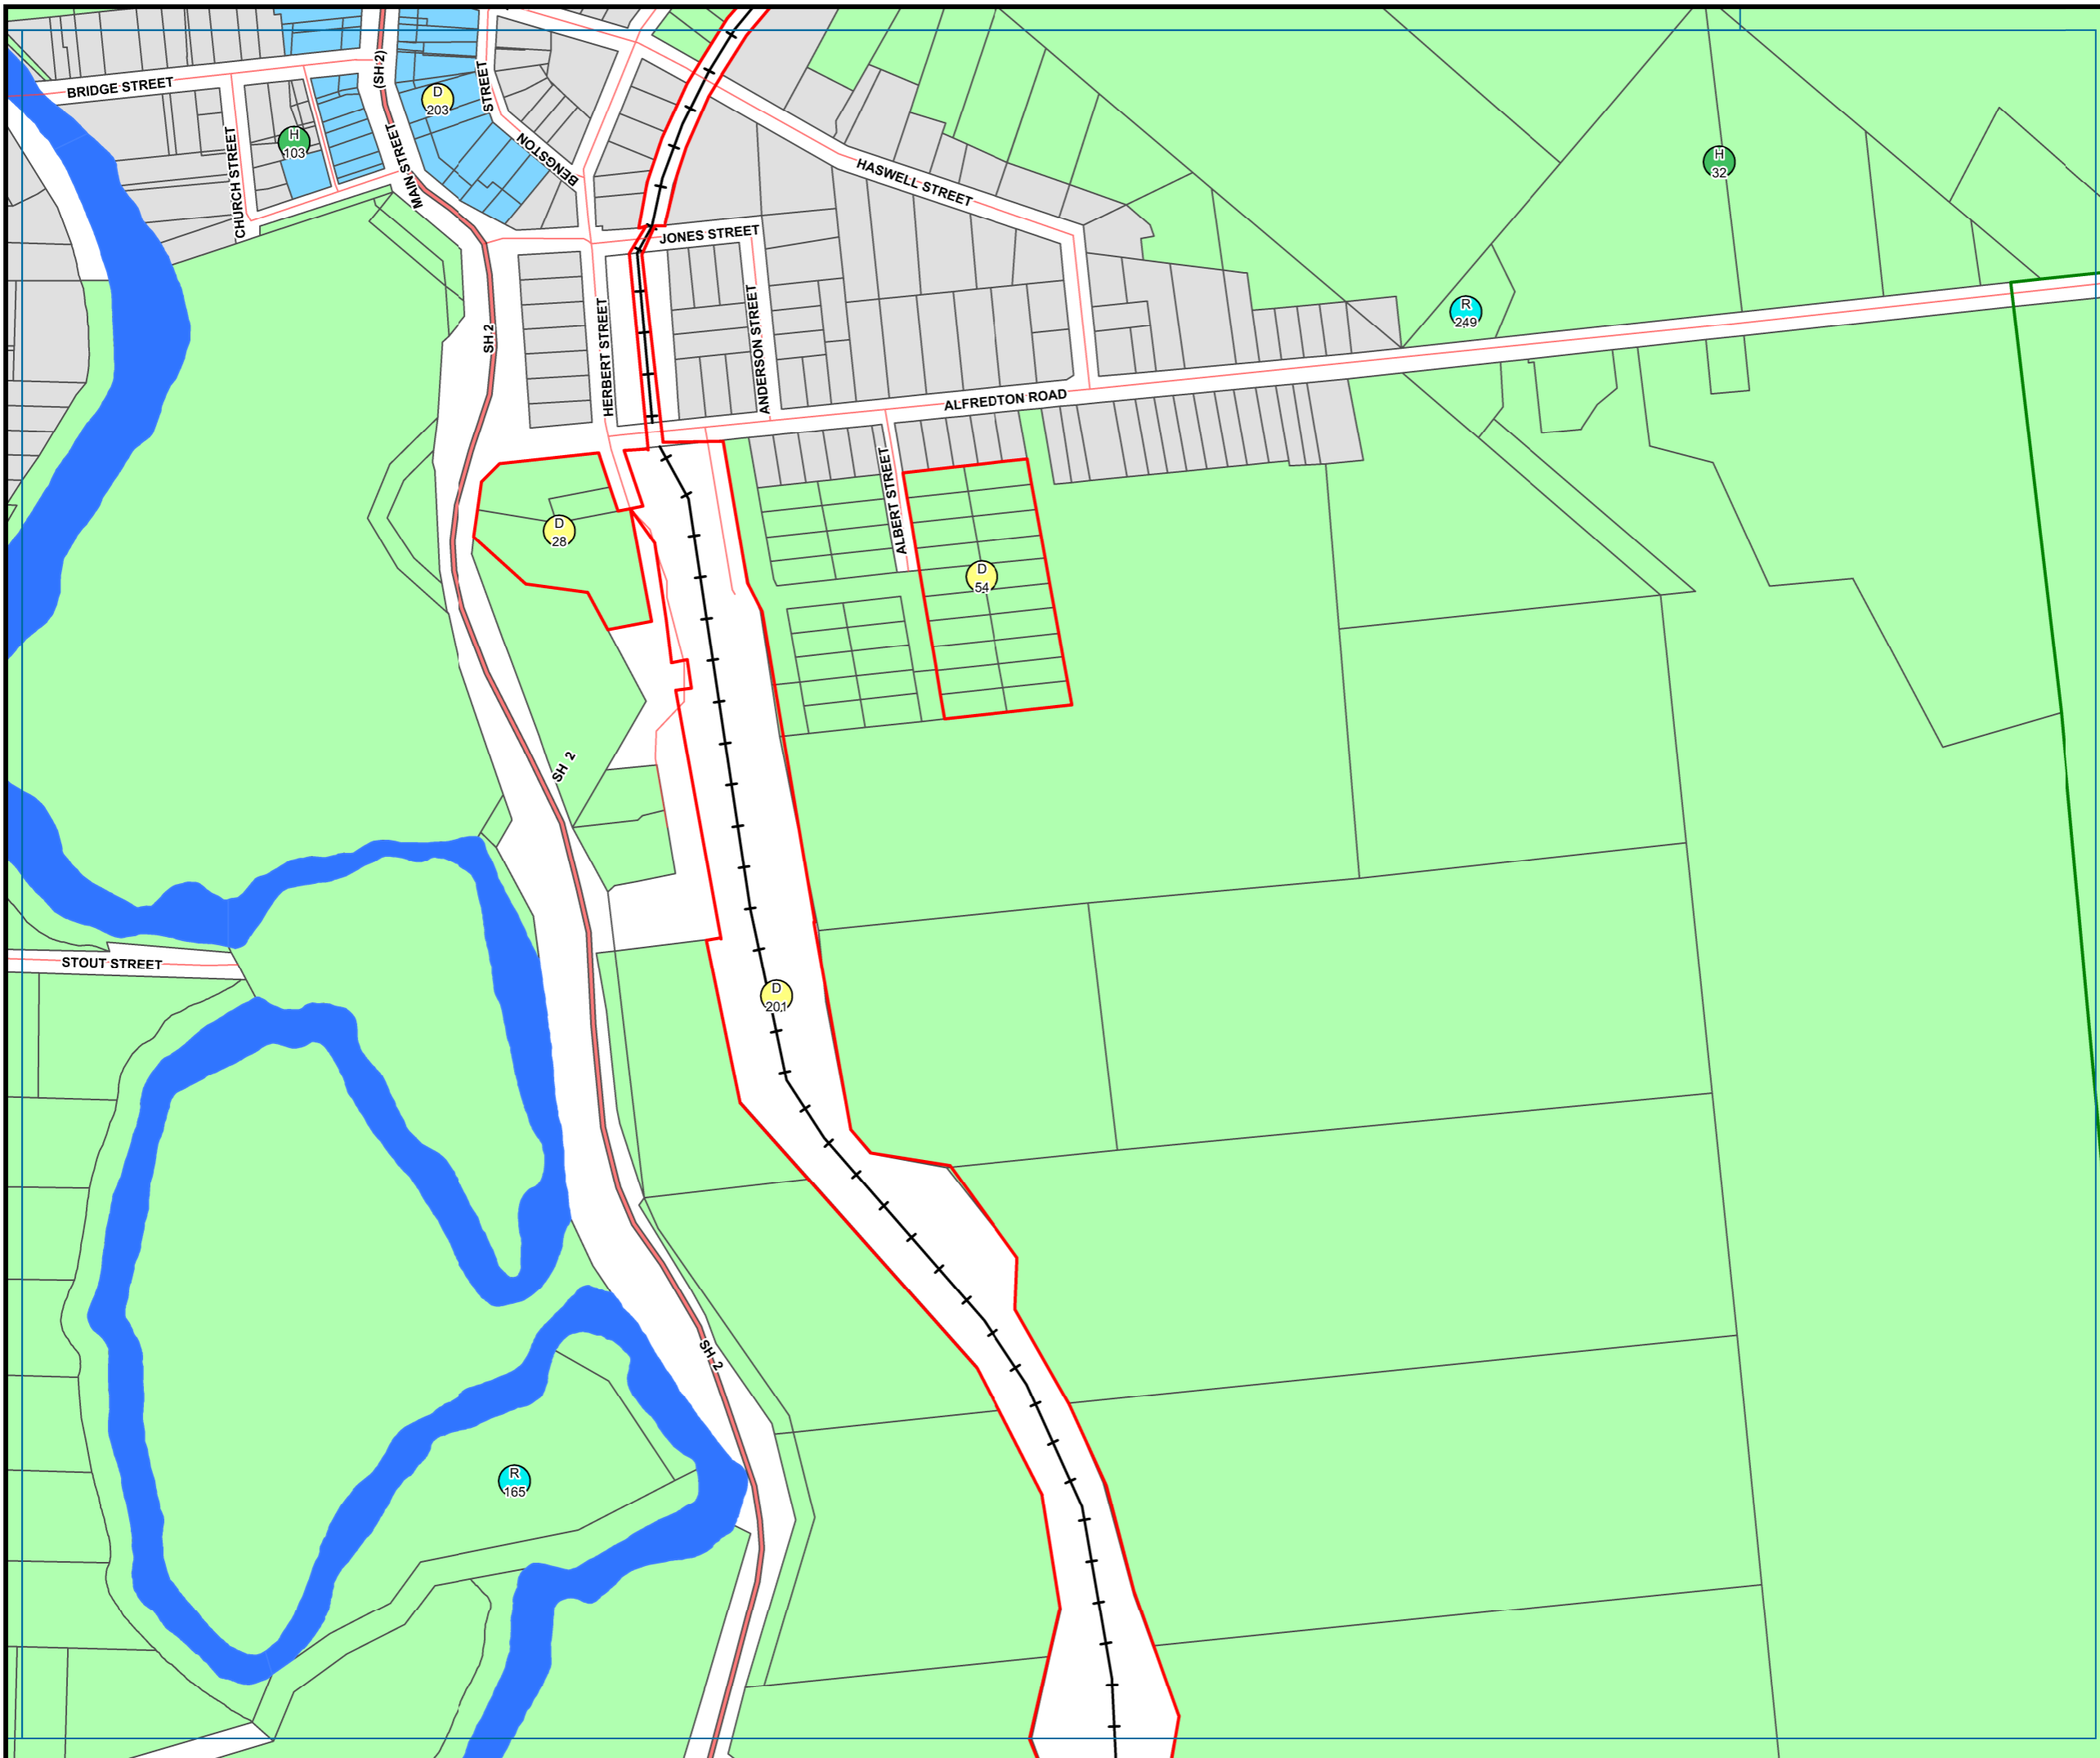 (SH 2)
BRIDGE STREET
D
203
STREET
H
103
CHURCH STREET
MAIN STREET
BENGSTON
HASWELL STREET
H
32
JONES STREET
SH 2
HERBERT STREET
ANDERSON STREET
R
249
ALFREDTON ROAD
ALBERT STREET
D
28
D
54
SH 2
STOUT STREET
D
201
SH 2
R
165